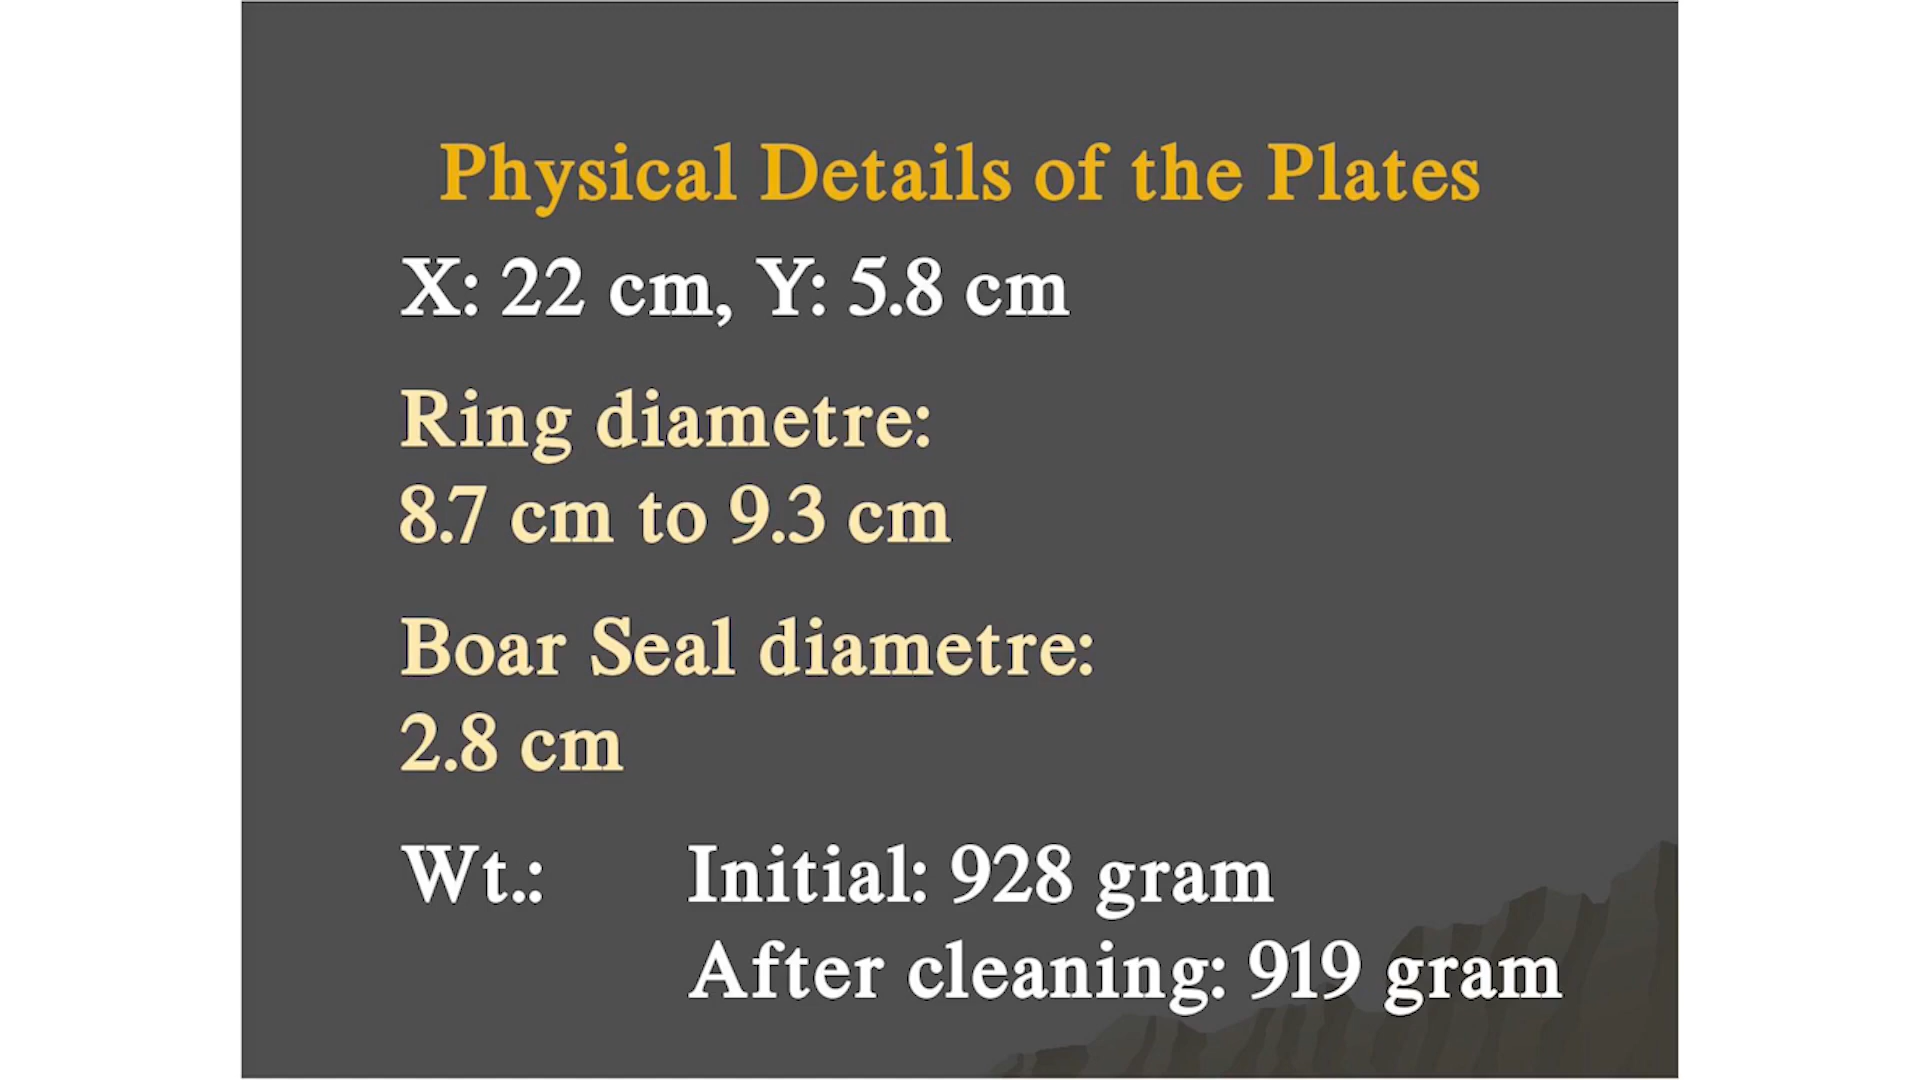 Physical Details of the Plates
X: 22 cm, Y: 5.8 cm
Ring diametre:
8.7 cm to 9.3 cm
Boar Seal diametre:
2.8 cm
Wt.: Initial: 928 gram
After cleaning: 919 gram